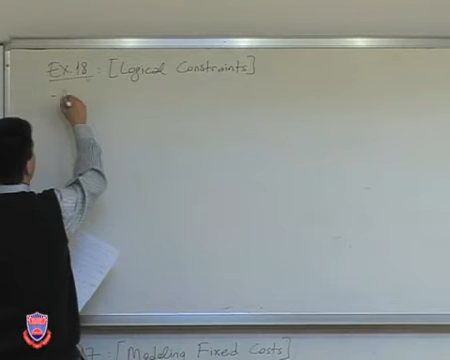 Ex.18 : [Logical Constraints]
7 : [Modeling Fixed Costs]